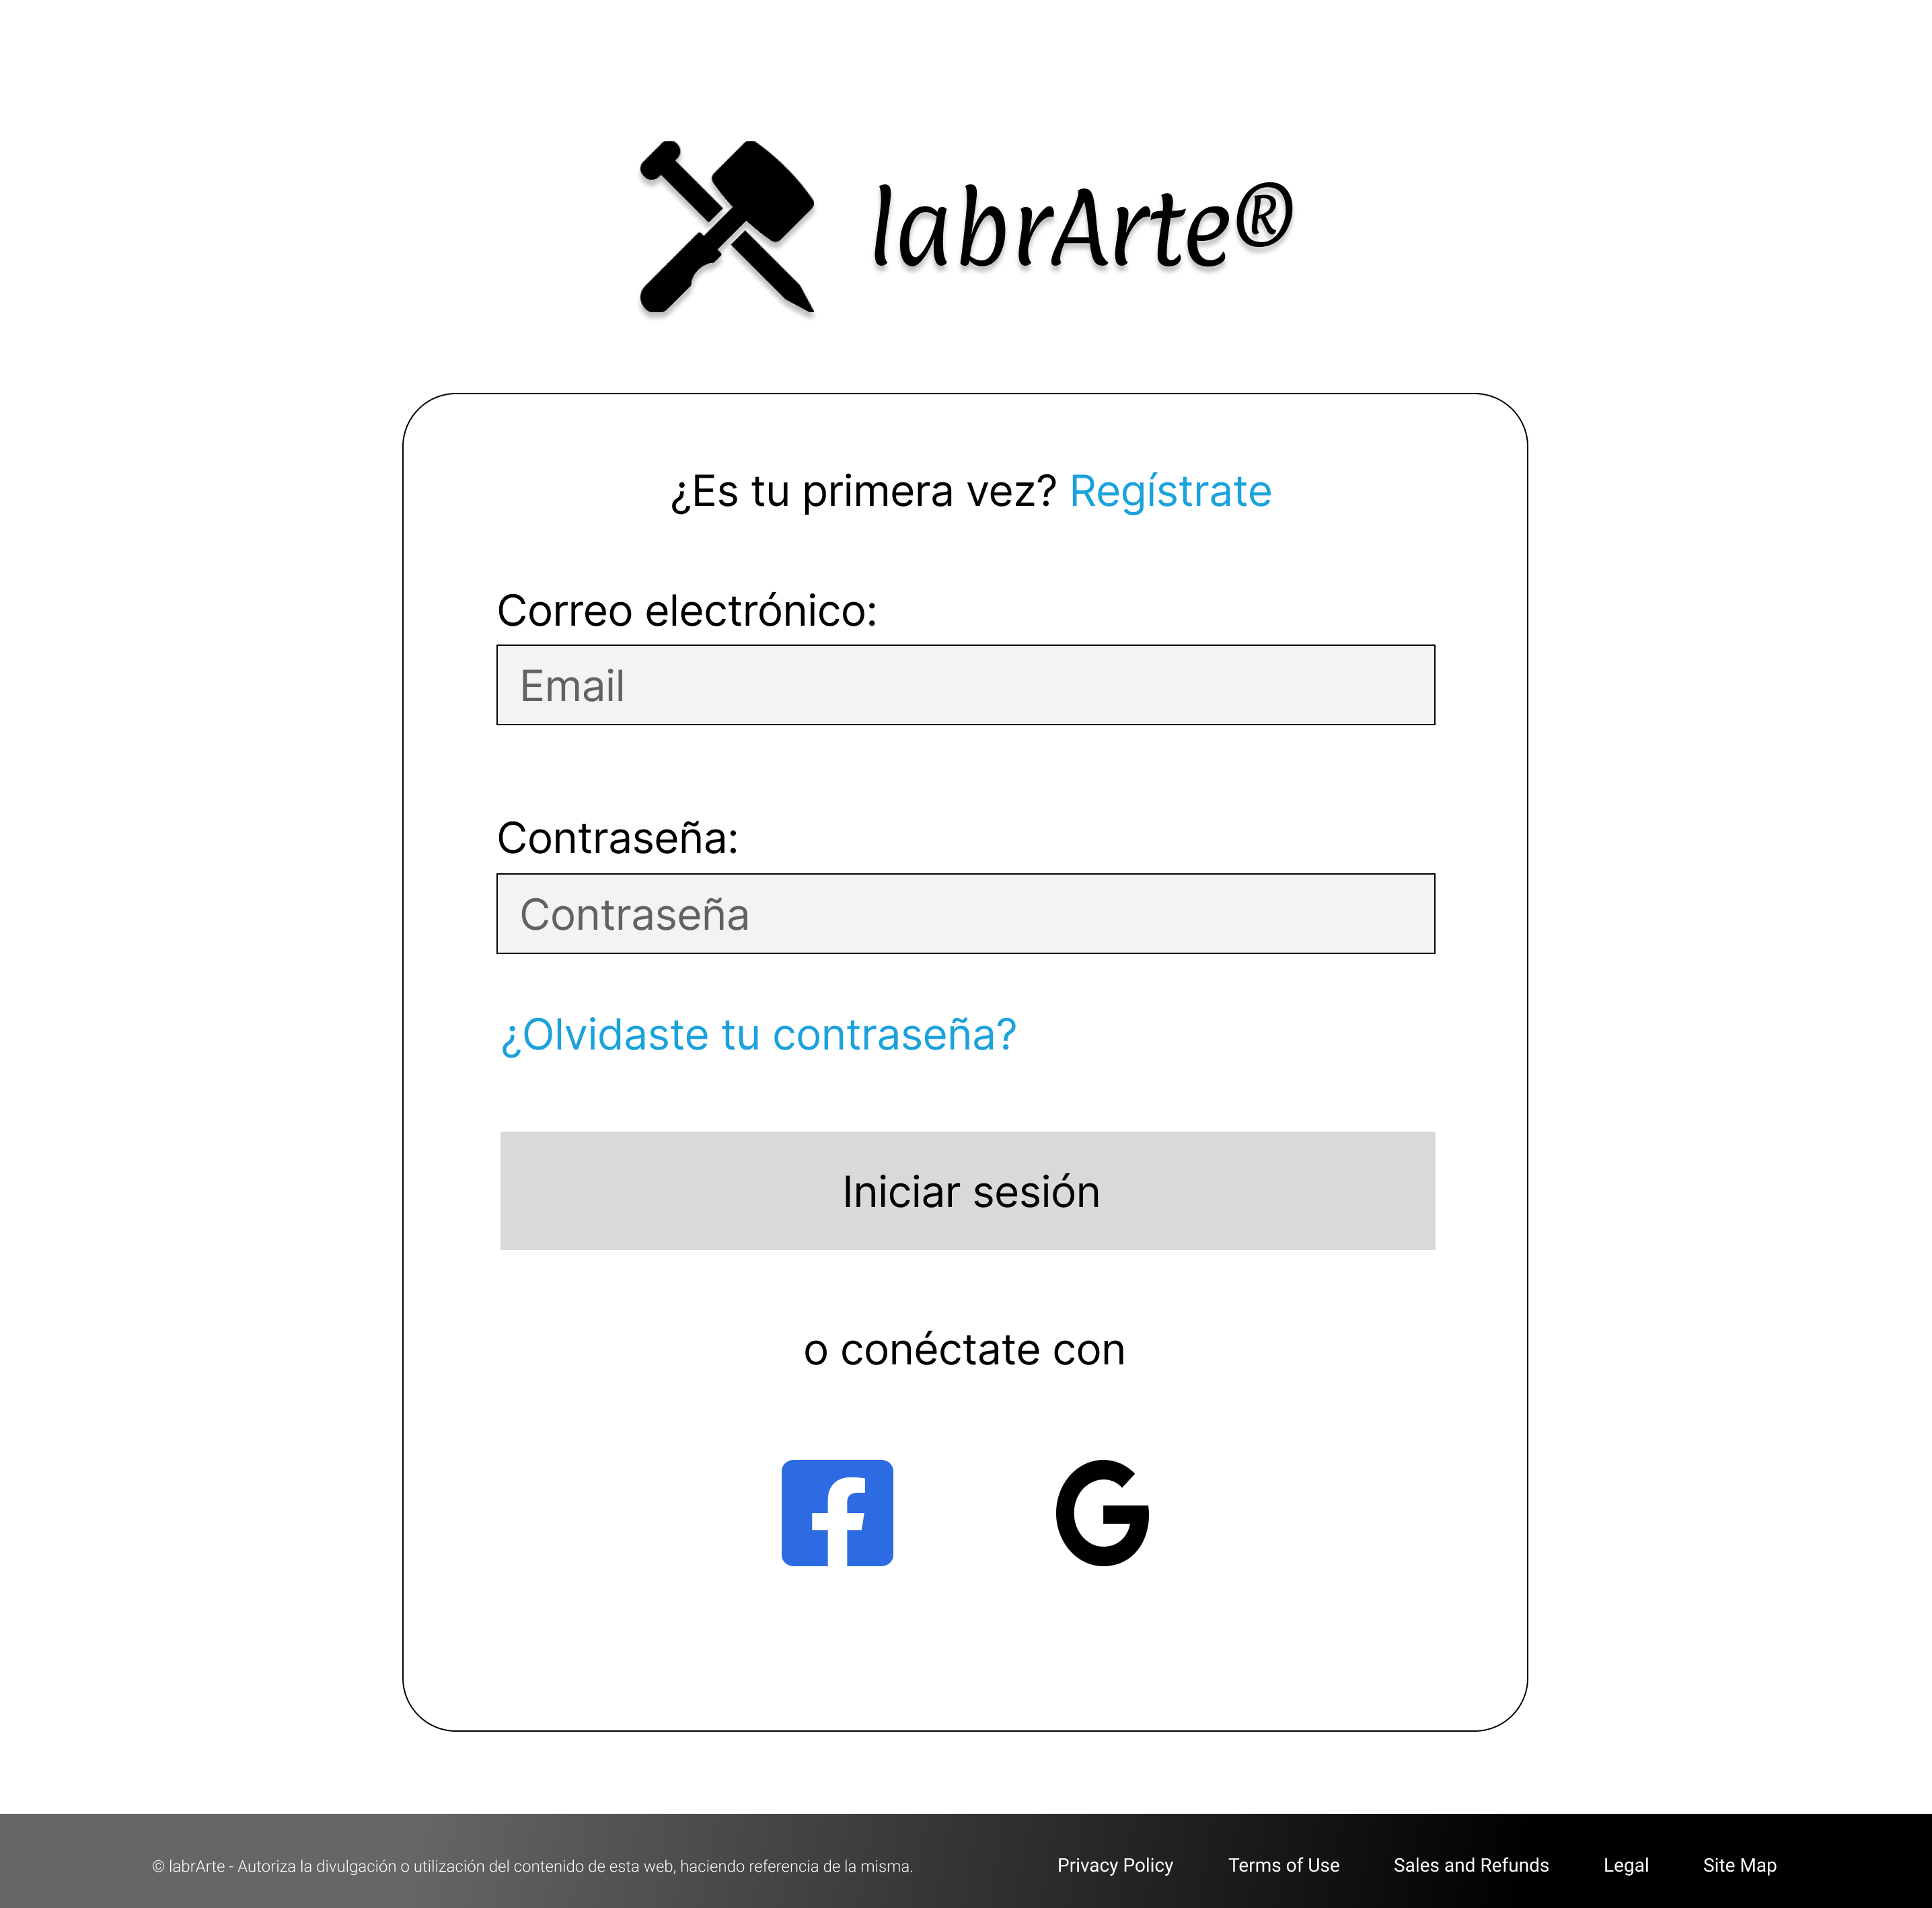 labrArte®
¿Es tu primera vez? Regístrate
Correo electrónico:
Email
Contraseña:
Contraseña
¿Olvidaste tu contraseña?
Iniciar sesión
o conéctate con
© labrArte - Autoriza la divulgación o utilización del contenido de esta web, haciendo referencia de la misma. Privacy Policy Terms of Use Sales and Refunds Legal Site Map